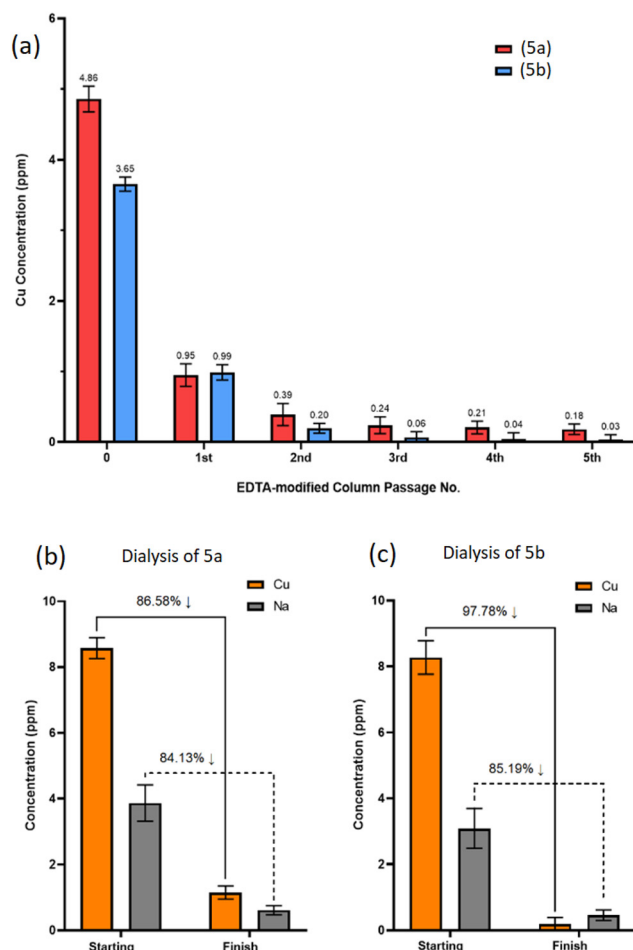 (a)
6
(5a)
(5b)
4.86
4
3.65
Cu Concentration (ppm)
2
0.95
0.99
0.39
0.20
0.24
0.06
0.21
0.04
0.18
0.03
0
0
1st
2nd
3rd
4th
5th
EDTA-modified Column Passage No.
(b)
Dialysis of 5a
Cu
Na
10
86.58% ↓
8
6
84.13% ↓
4
2
0
Concentration (ppm)
Starting
Finish
(c)
Dialysis of 5b
Cu
Na
10
97.78% ↓
8
6
85.19% ↓
4
2
0
Concentration (ppm)
Starting
Finish